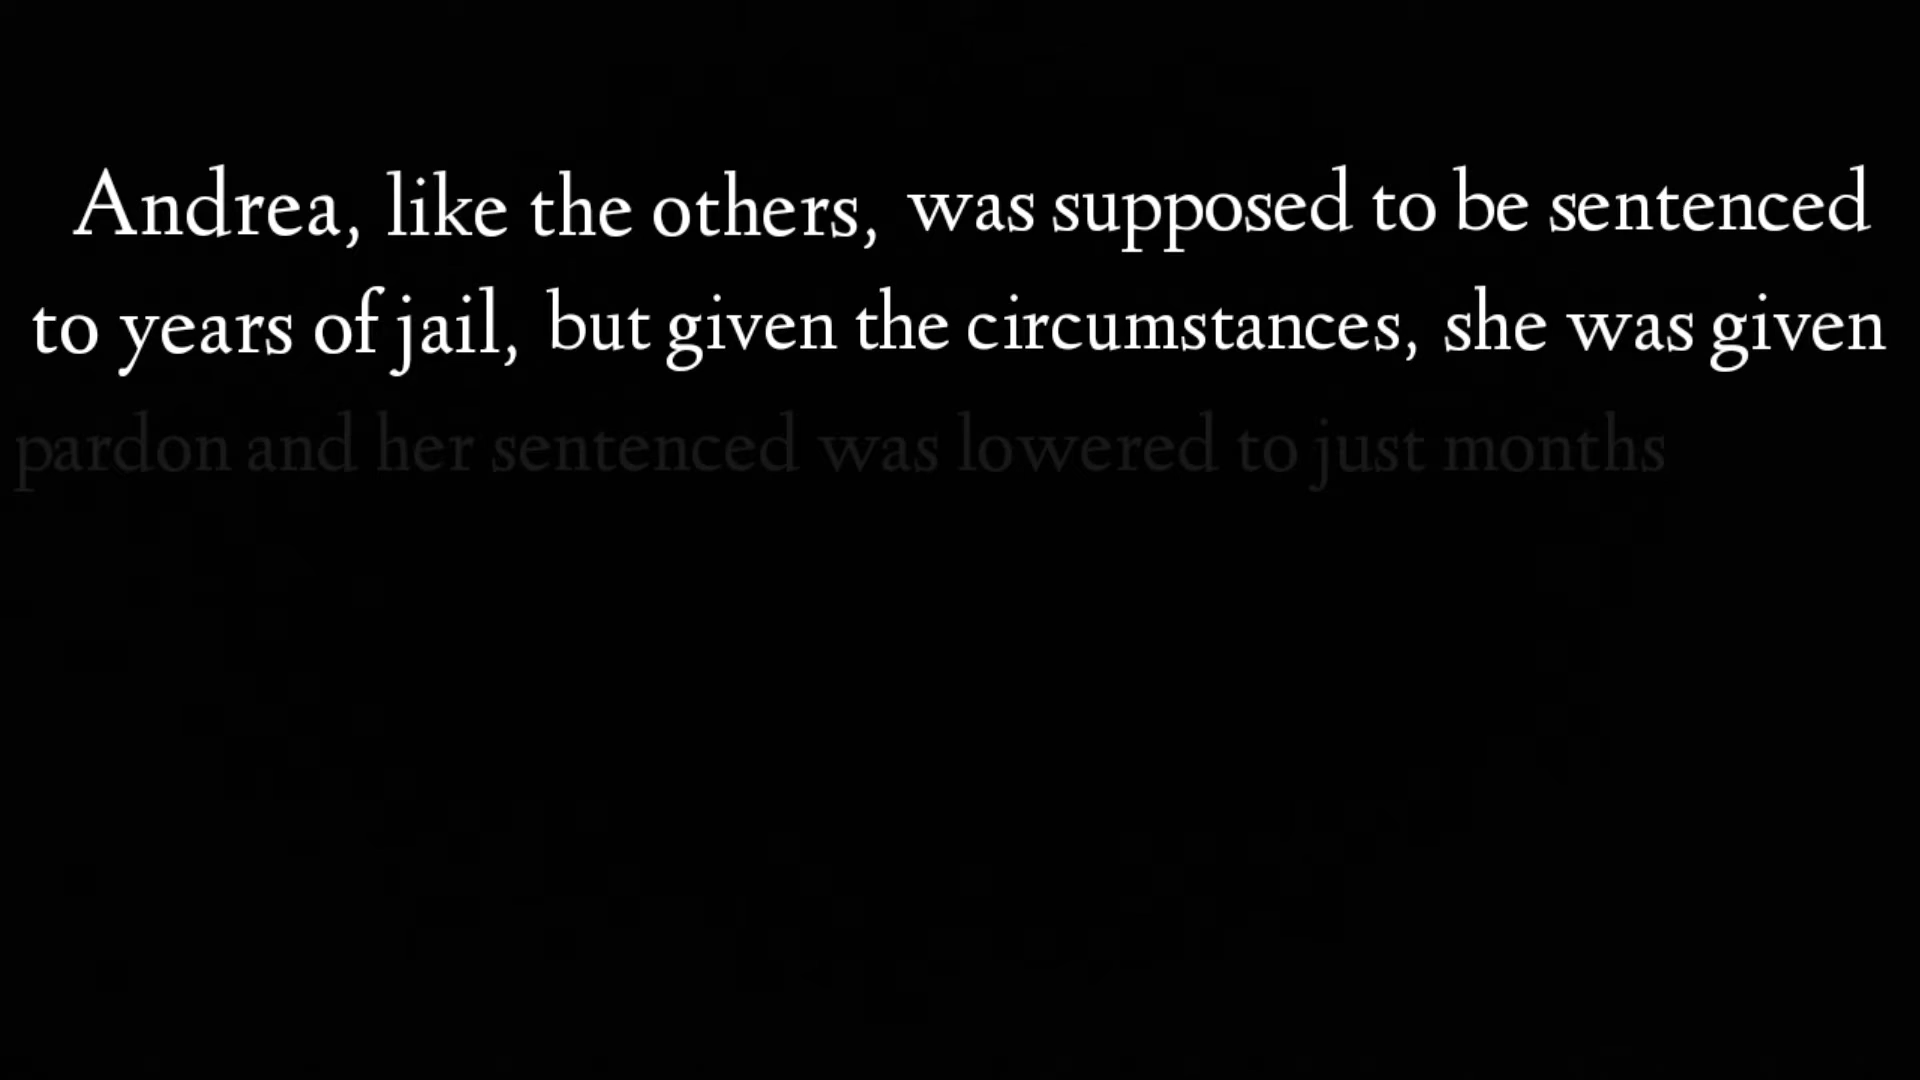 Andrea, like the others, was supposed to be sentenced
to years of jail, but given the circumstances, she was given
pardon and her sentenced was lowered to just months